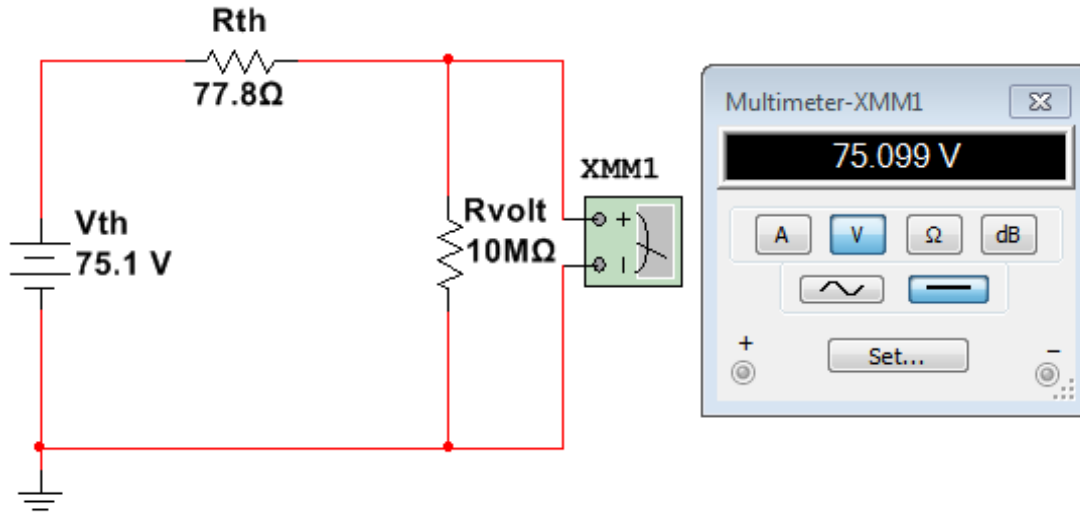 Rth
77.8Ω
Vth
75.1 V
Rvolt
10MΩ
XMM1
+
Multimeter-XMM1
75.099 V
A V Ω dB
Set...
+ −